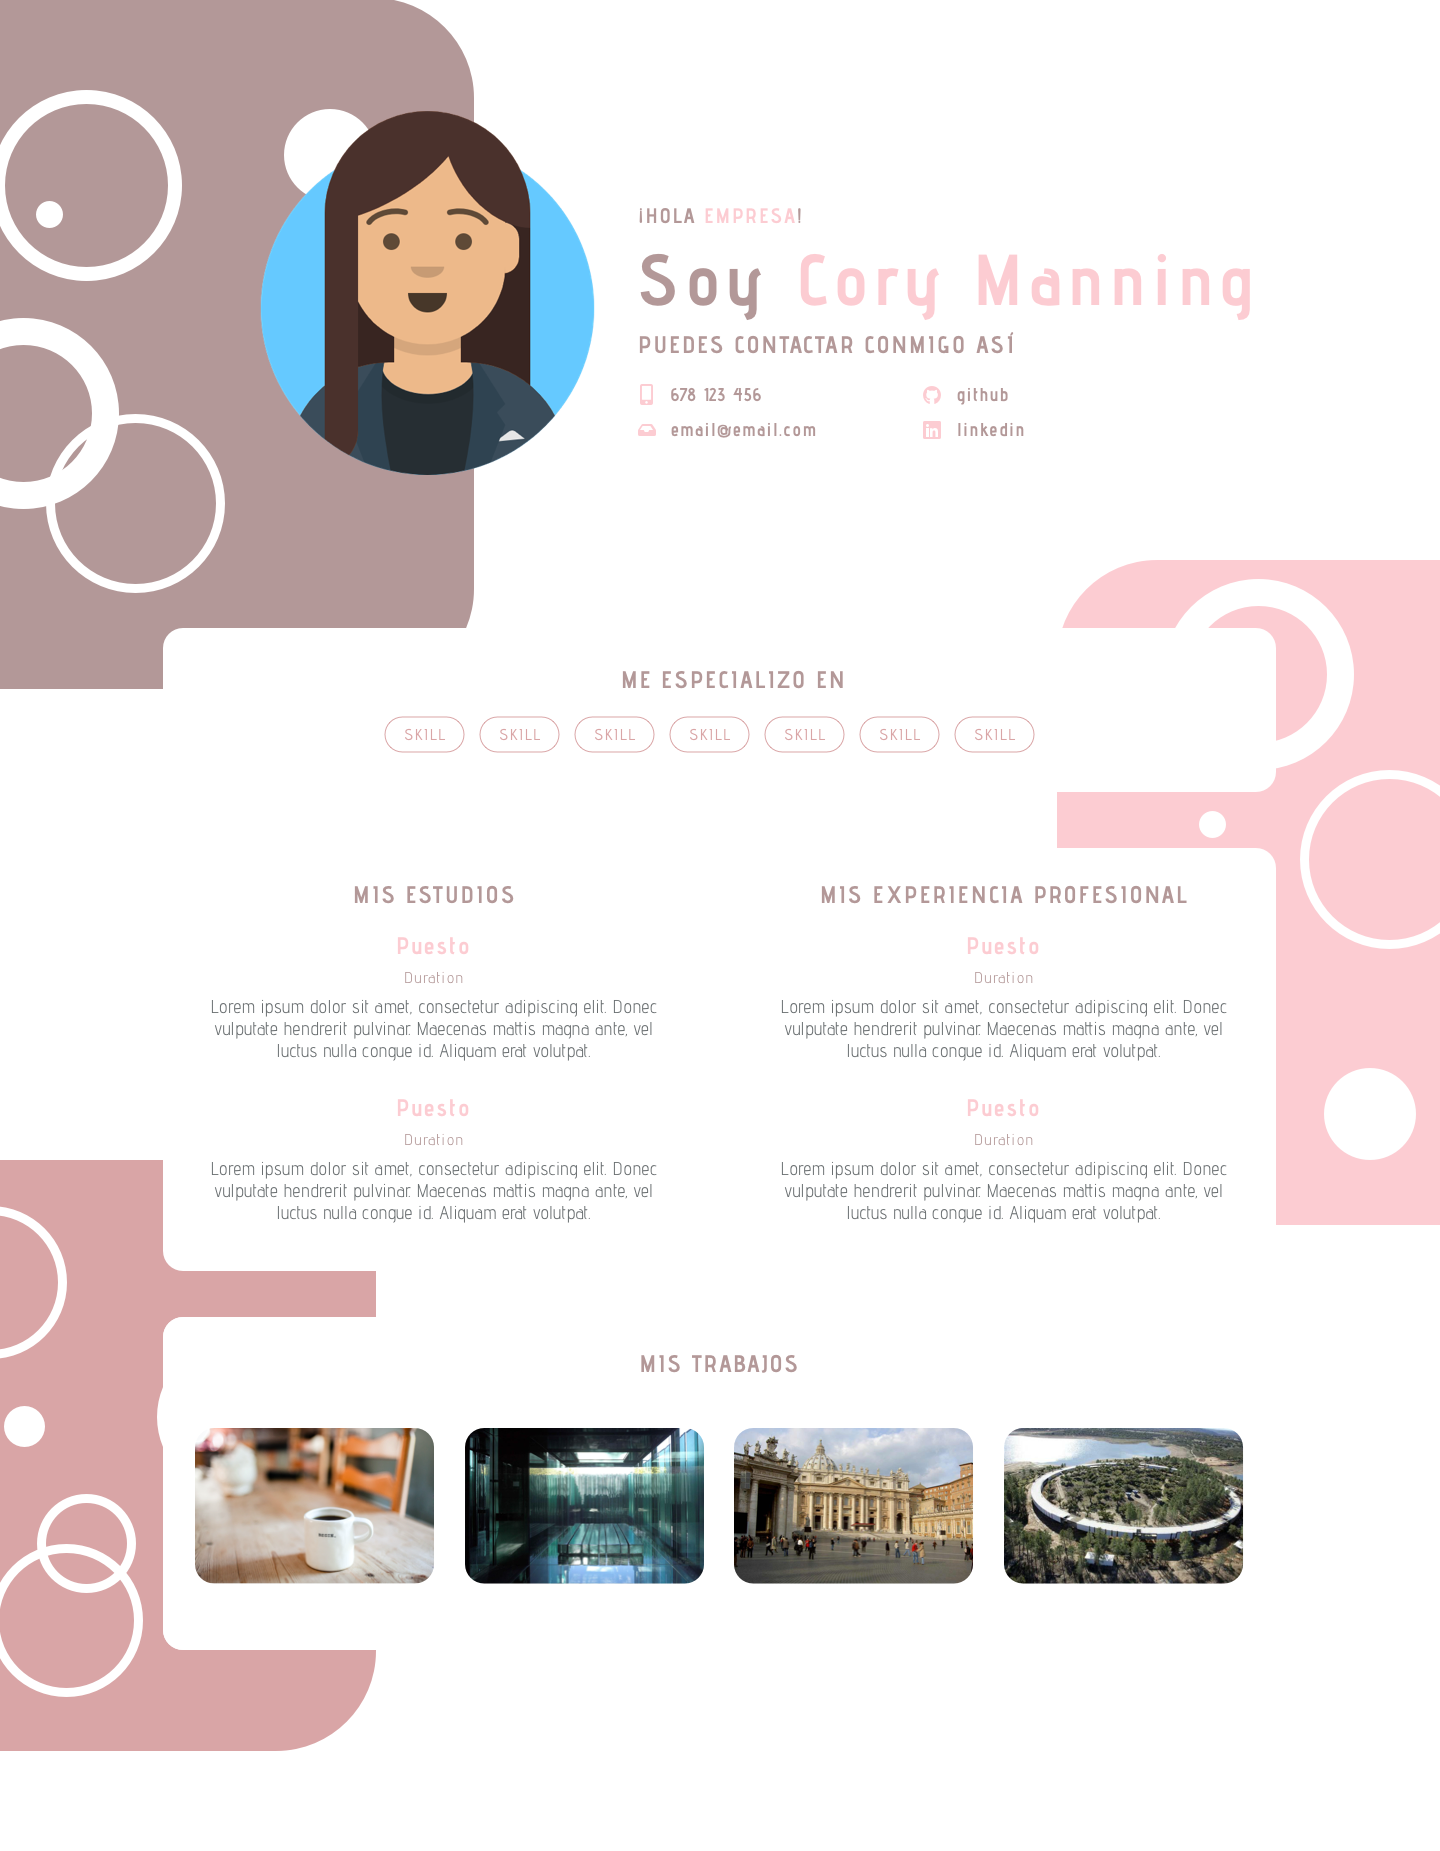 ¡HOLA EMPRESA!
Soy Cory Manning
PUEDES CONTACTAR CONMIGO ASÍ
678 123 456
github
email@email.com
linkedin
ME ESPECIALIZO EN
SKILL SKILL SKILL SKILL SKILL SKILL SKILL
MIS ESTUDIOS
Puesto
Duration
Lorem ipsum dolor sit amet, consectetur adipiscing elit. Donec
vulputate hendrerit pulvinar. Maecenas mattis magna ante, vel
luctus nulla congue id. Aliquam erat volutpat.
Puesto
Duration
Lorem ipsum dolor sit amet, consectetur adipiscing elit. Donec
vulputate hendrerit pulvinar. Maecenas mattis magna ante, vel
luctus nulla congue id. Aliquam erat volutpat.
MIS EXPERIENCIA PROFESIONAL
Puesto
Duration
Lorem ipsum dolor sit amet, consectetur adipiscing elit. Donec
vulputate hendrerit pulvinar. Maecenas mattis magna ante, vel
luctus nulla congue id. Aliquam erat volutpat.
Puesto
Duration
Lorem ipsum dolor sit amet, consectetur adipiscing elit. Donec
vulputate hendrerit pulvinar. Maecenas mattis magna ante, vel
luctus nulla congue id. Aliquam erat volutpat.
MIS TRABAJOS